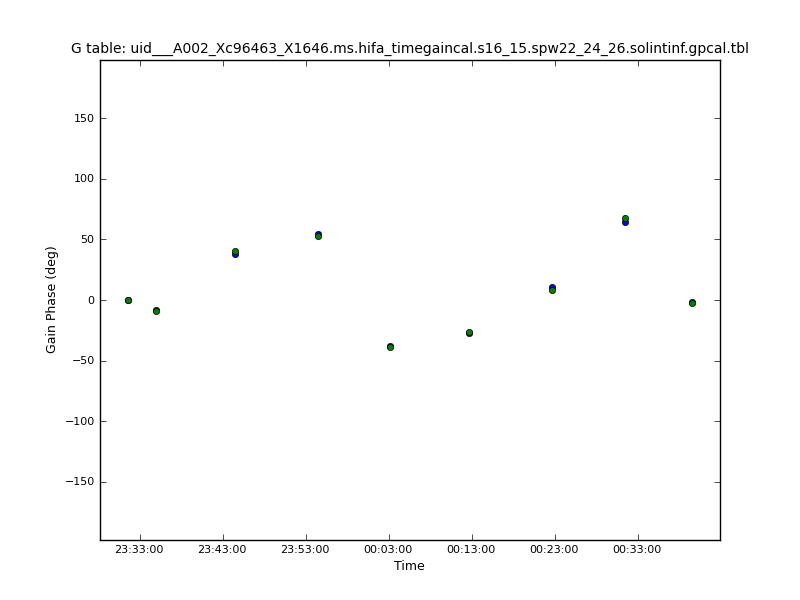 G table: uid___A002_Xc96463_X1646.ms.hifa_timegaincal.s16_15.spw22_24_26.solintinf.gpcal.tbl
150
100
50
0
−50
−100
−150
Gain Phase (deg)
23:33:00 23:43:00 23:53:00 00:03:00 00:13:00 00:23:00 00:33:00
Time